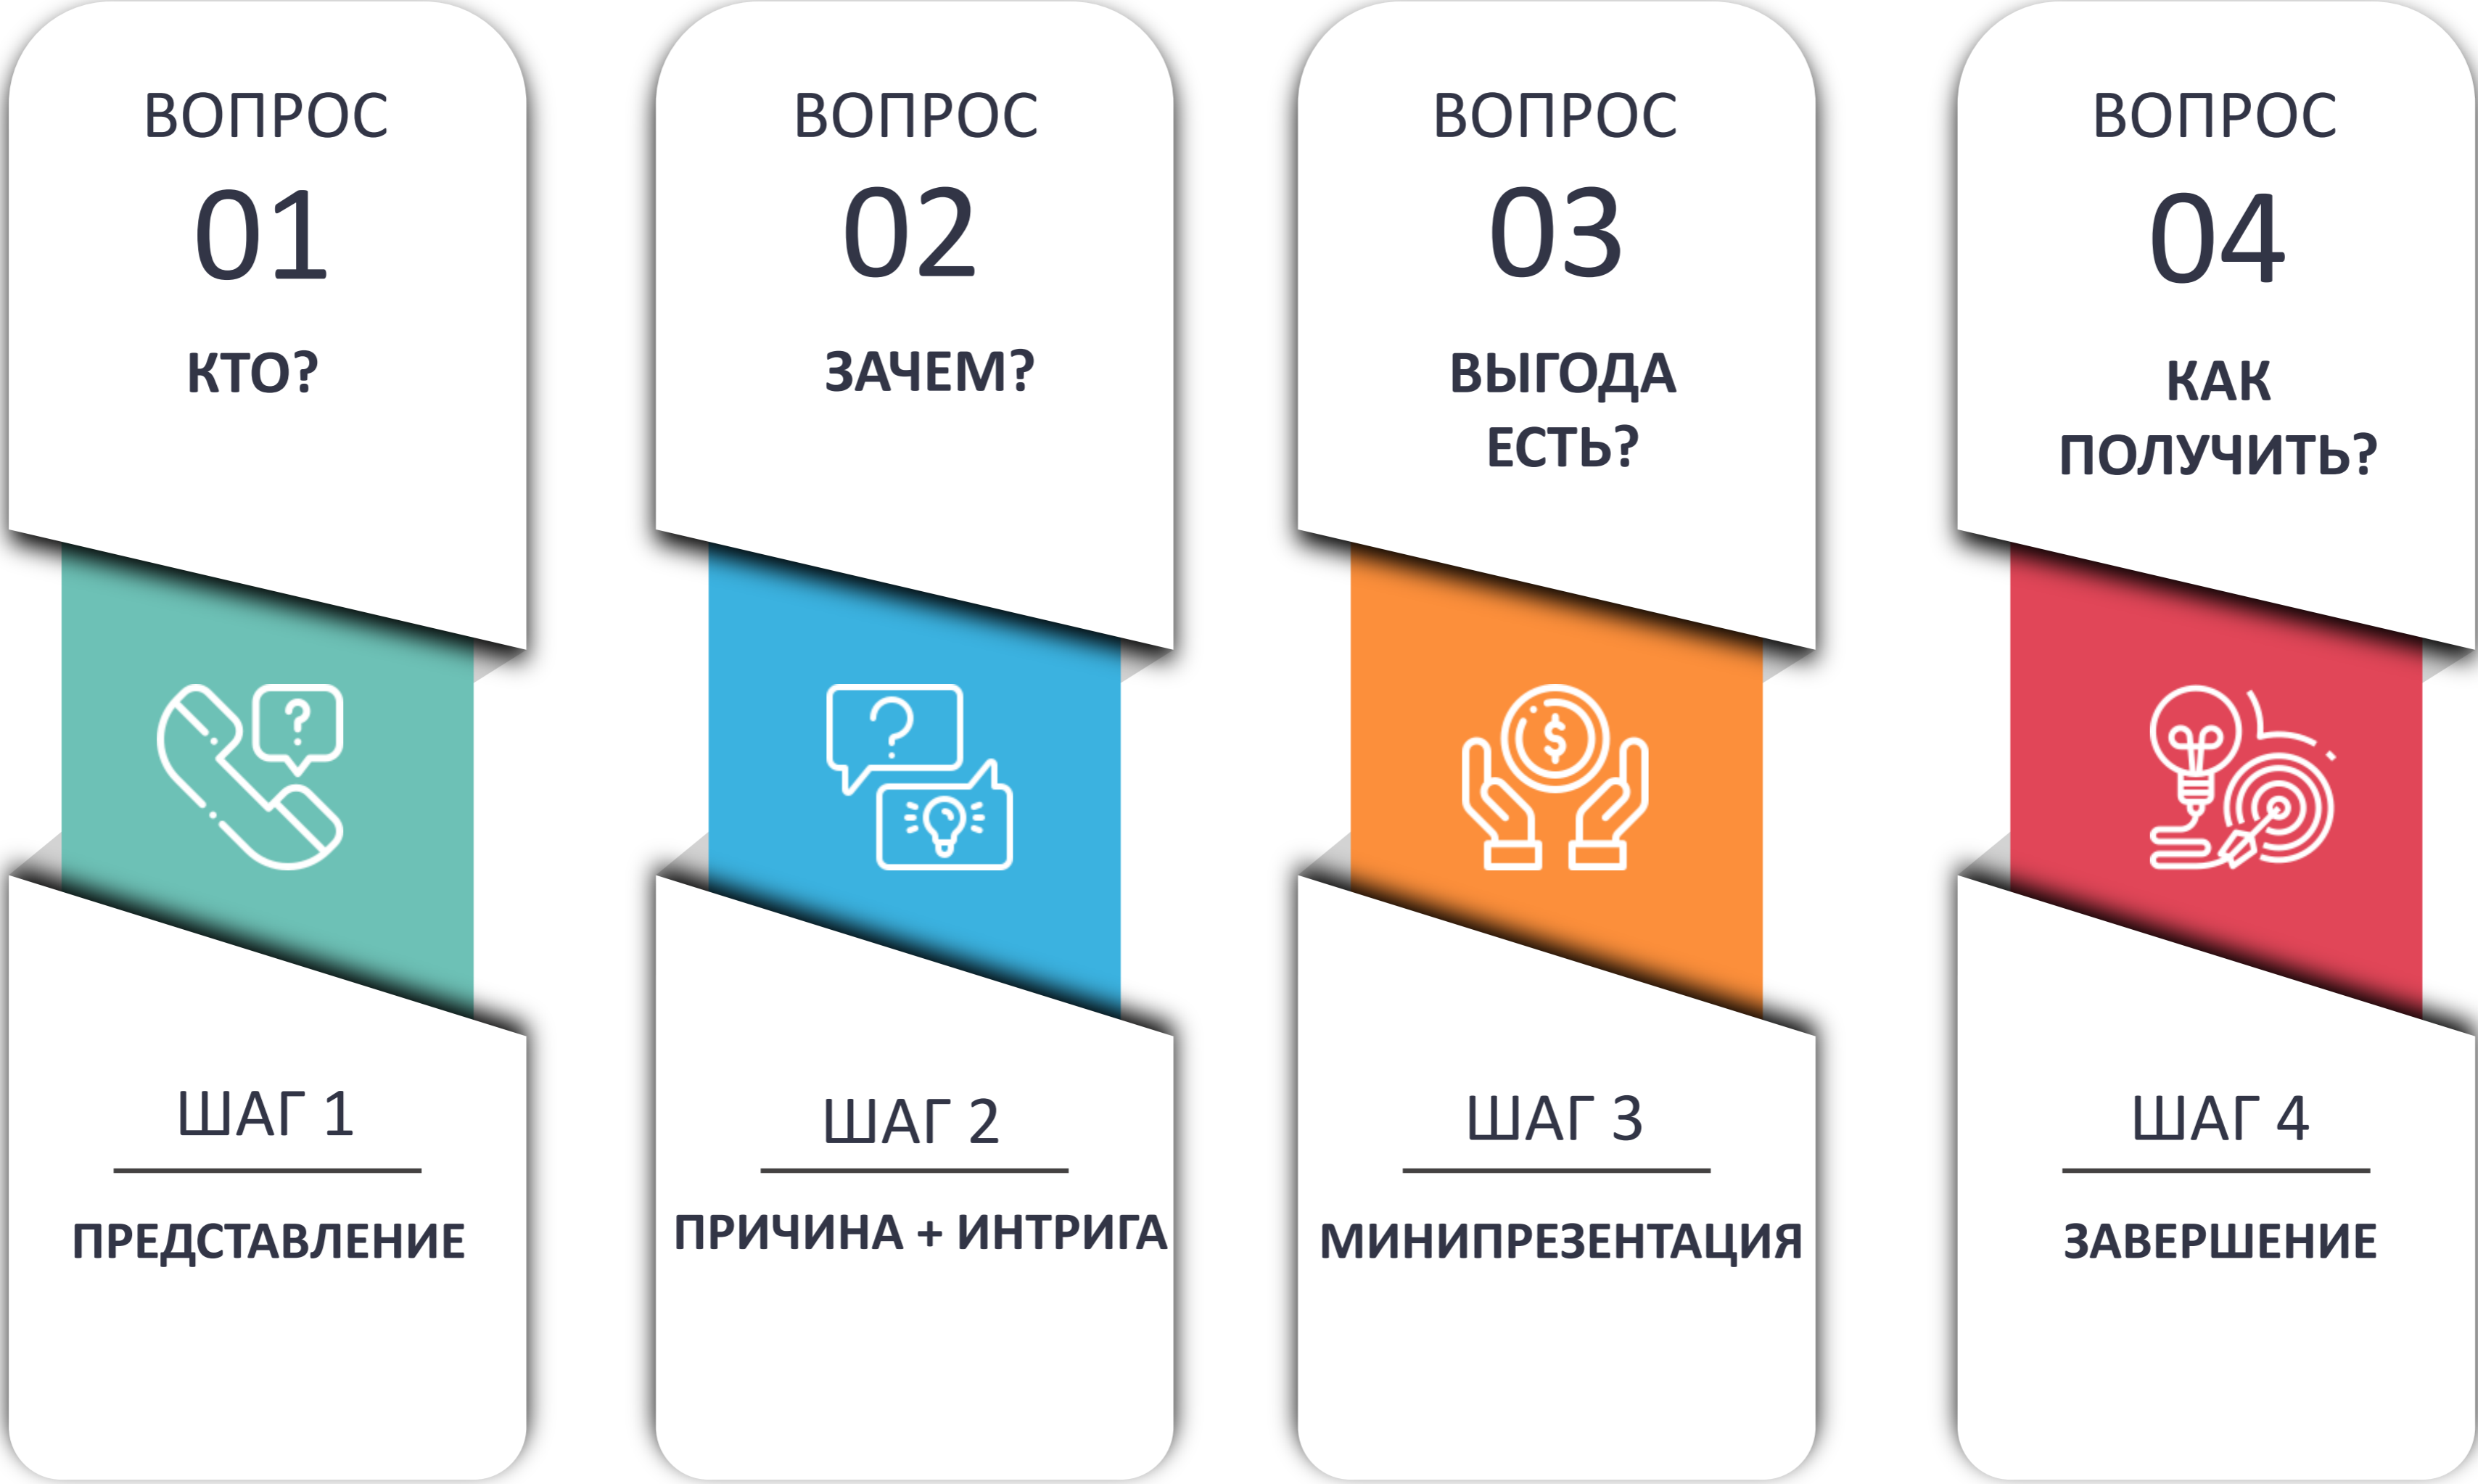 ВОПРОС
01
КТО?
ШАГ 1
ПРЕДСТАВЛЕНИЕ
ВОПРОС
02
ЗАЧЕМ?
ШАГ 2
ПРИЧИНА + ИНТРИГА
ВОПРОС
03
ВЫГОДА
ЕСТЬ?
ШАГ 3
МИНИПРЕЗЕНТАЦИЯ
ВОПРОС
04
КАК
ПОЛУЧИТЬ?
ШАГ 4
ЗАВЕРШЕНИЕ